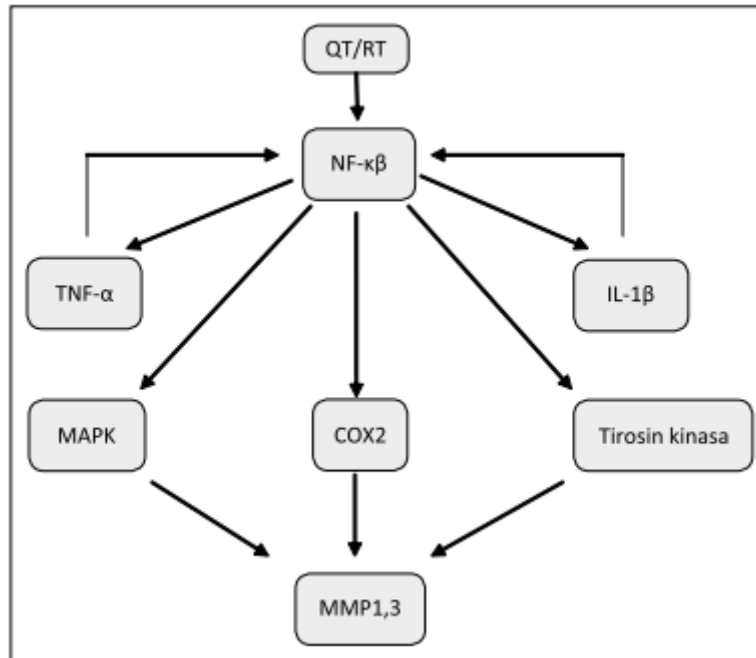 QT/RT
NF-κβ
TNF-α
IL-1β
MAPK
COX2
Tirosin kinasa
MMP1,3